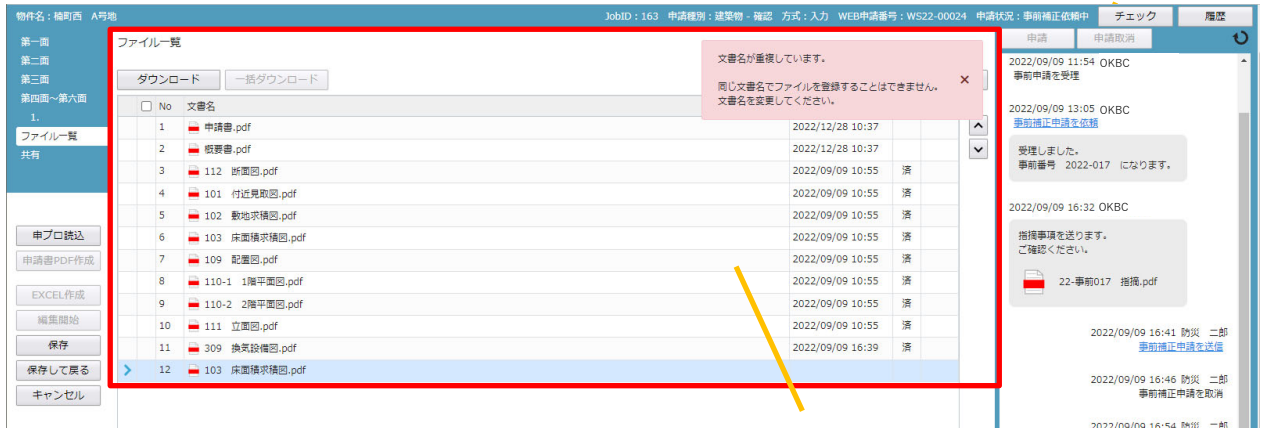 物件名：楠町西 A号地 JobID：163 申請種別：建築物 - 確認 方式：入力 WEB申請番号：WS22-00024 申請状況：事前補正依頼中 チェック 履歴
第一面
第二面
第三面
第四面～第六面
1.
ファイル一覧
共有
申プロ読込
申請書PDF作成
EXCEL作成
編集開始
保存
保存して戻る
キャンセル
ファイル一覧
ダウンロード 一括ダウンロード
文書名が重複しています。
同じ文書名でファイルを登録することはできません。
文書名を変更してください。
No 文書名
1 申請書.pdf 2022/12/28 10:37
2 概要書.pdf 2022/12/28 10:37
3 112 断面図.pdf 2022/09/09 10:55 済
4 101 付近見取図.pdf 2022/09/09 10:55 済
5 102 敷地求積図.pdf 2022/09/09 10:55 済
6 103 床面積求積図.pdf 2022/09/09 10:55 済
7 109 配置図.pdf 2022/09/09 10:55 済
8 110-1 1階平面図.pdf 2022/09/09 10:55 済
9 110-2 2階平面図.pdf 2022/09/09 10:55 済
10 111 立面図.pdf 2022/09/09 10:55 済
11 309 換気設備図.pdf 2022/09/09 16:39 済
12 103 床面積求積図.pdf
申請 申請取消
2022/09/09 11:54 OKBC
事前申請を受理
2022/09/09 13:05 OKBC
事前補正申請を依頼
受理しました。
事前番号 2022-017 になります。
2022/09/09 16:32 OKBC
指摘事項を送ります。
ご確認ください。
22-事前017 指摘.pdf
2022/09/09 16:41 防災 二郎
事前補正申請を送信
2022/09/09 16:46 防災 二郎
事前補正申請を取消
2022/09/09 16:54 防災 二郎